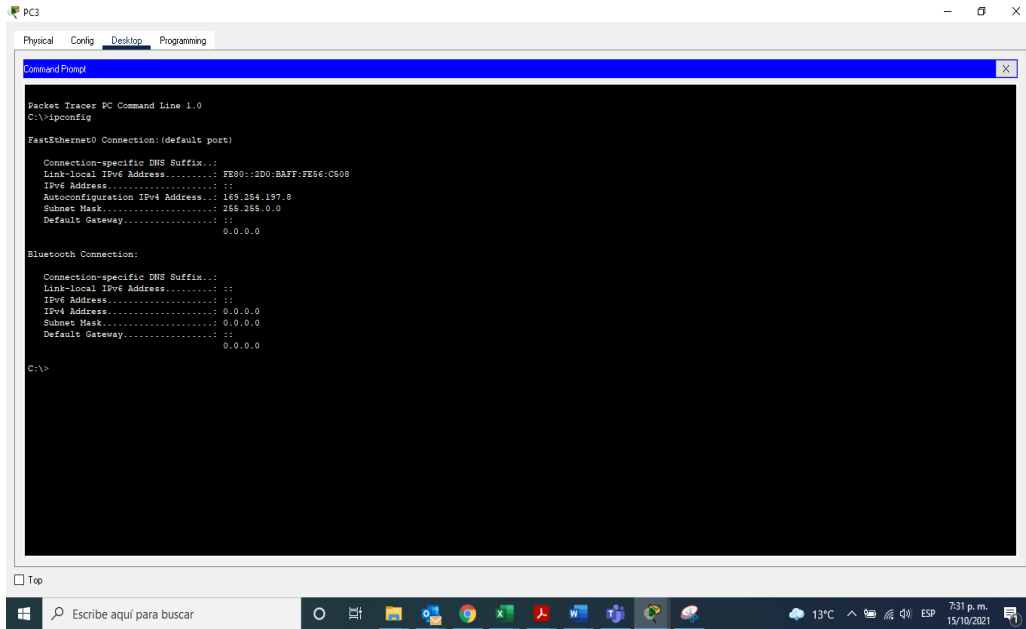 PC3
Physical Config Desktop Programming
Command Prompt
X
Packet Tracer PC Command Line 1.0
C:\>ipconfig
FastEthernet0 Connection:(default port)
Connection-specific DNS Suffix..:
Link-local IPv6 Address.........: FE80::2D0:BAFF:FE56:C508
IPv6 Address....................: ::
Autoconfiguration IPv4 Address..: 169.254.197.8
Subnet Mask.....................: 255.255.0.0
Default Gateway.................: ::
0.0.0.0
Bluetooth Connection:
Connection-specific DNS Suffix..:
Link-local IPv6 Address.........: ::
IPv6 Address....................: ::
IPv4 Address....................: 0.0.0.0
Subnet Mask.....................: 0.0.0.0
Default Gateway.................: ::
0.0.0.0
C:\>
Top
Escribe aquí para buscar
13°C
ESP
7:31 p. m.
15/10/2021
1